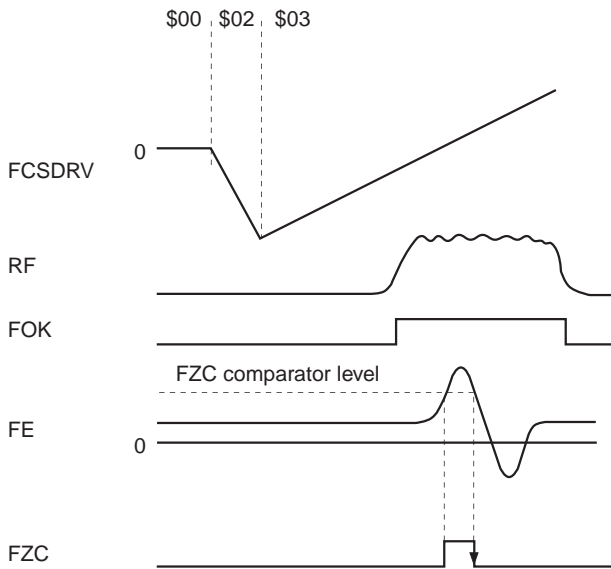 $00 $02 $03
0
FCSDRV
RF
FOK
FZC comparator level
FE
0
FZC